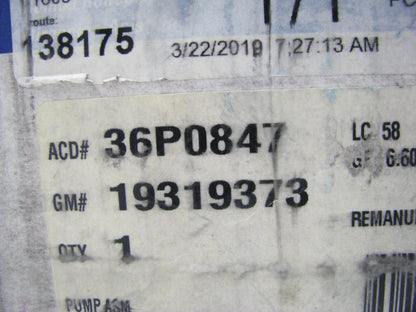 route:
138175
3/22/2019 7:27:13 AM
ACD# 36P0847 LC 58
GM# 19319373
QTY 1
PUMP ASM